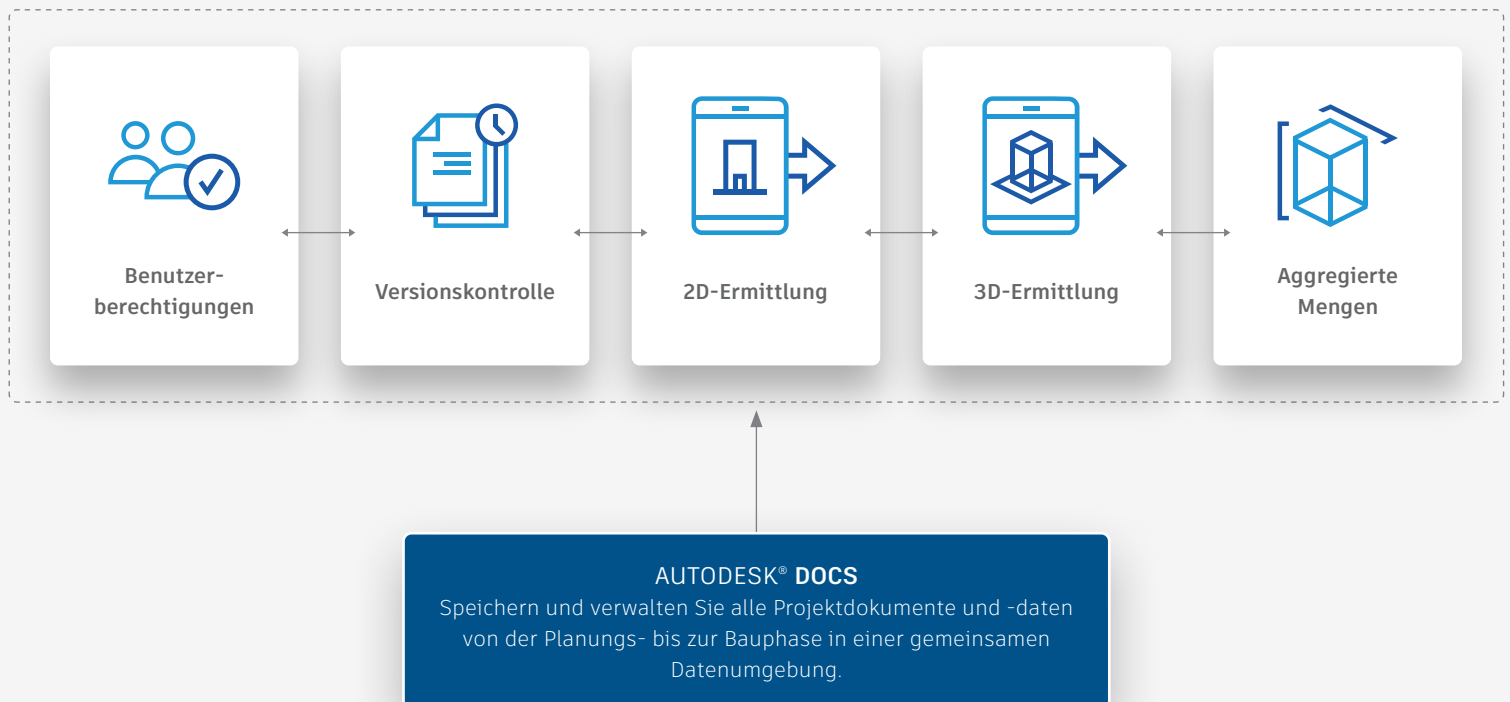 Benutzer-
berechtigungen
Versionskontrolle
2D-Ermittlung
3D-Ermittlung
Aggregierte
Mengen
AUTODESK® DOCS
Speichern und verwalten Sie alle Projektdokumente und -daten
von der Planungs- bis zur Bauphase in einer gemeinsamen
Datenumgebung.